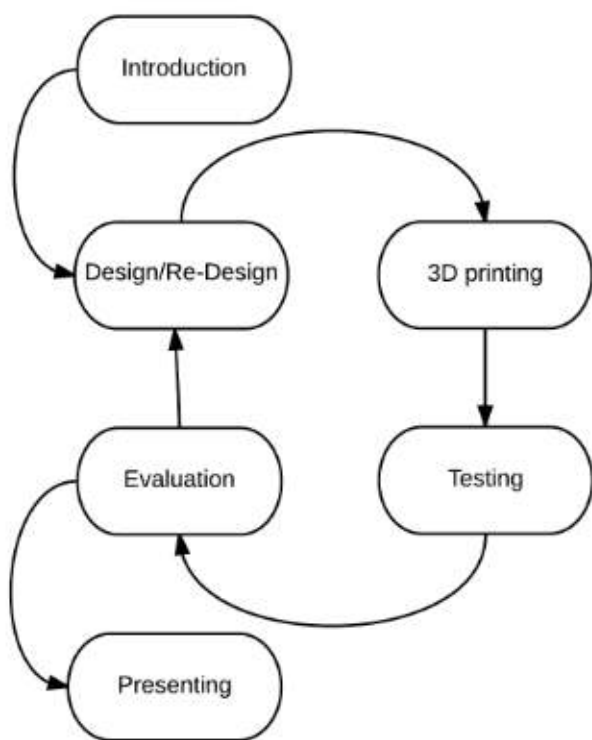 Introduction
Design/Re-Design
3D printing
Evaluation
Testing
Presenting